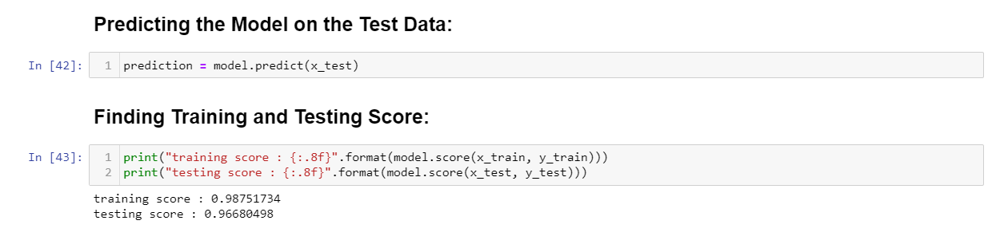 Predicting the Model on the Test Data:
In [42]: 1 prediction = model.predict(x_test)
Finding Training and Testing Score:
In [43]: 1 print("training score : {:.8f}".format(model.score(x_train, y_train)))
2 print("testing score : {:.8f}".format(model.score(x_test, y_test)))
training score : 0.98751734
testing score : 0.96680498